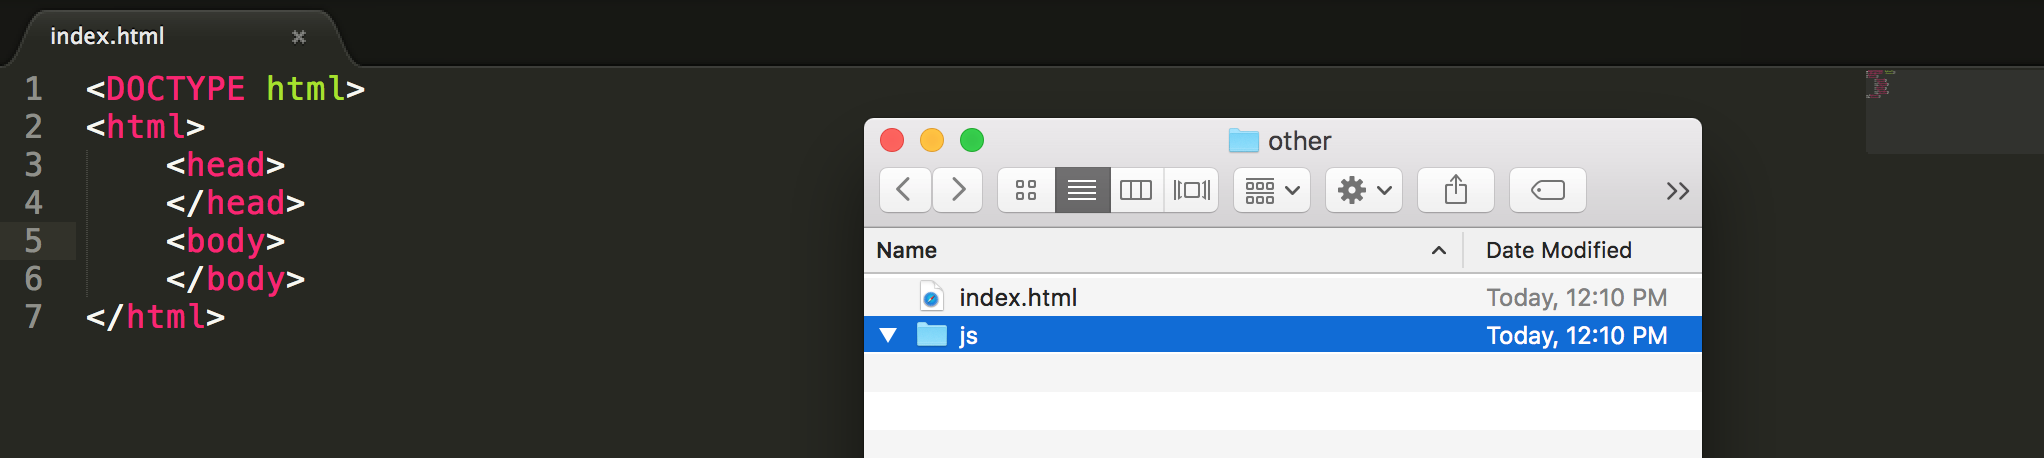 index.html
1 <DOCTYPE html>
2 <html>
3 <head>
4 </head>
5 <body>
6 </body>
7 </html>
other
Name Date Modified
index.html Today, 12:10 PM
js Today, 12:10 PM